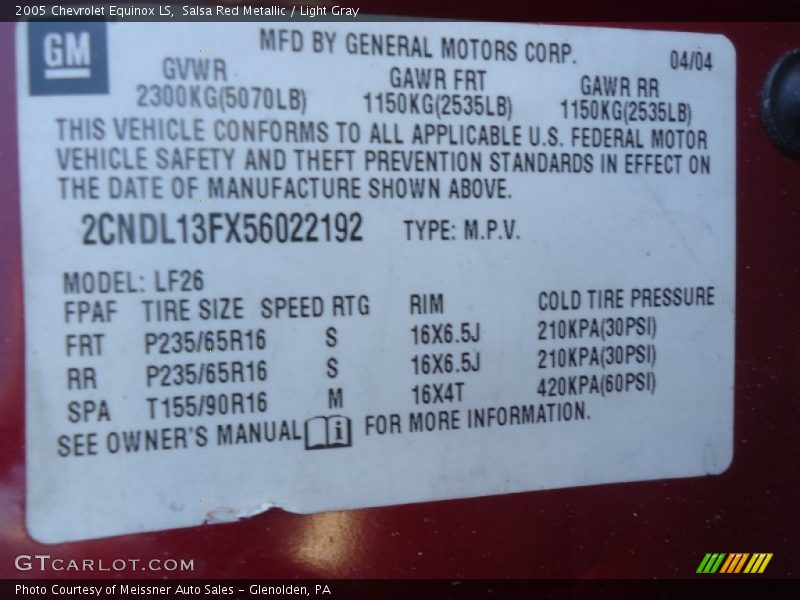 2005 Chevrolet Equinox LS,  Salsa Red Metallic / Light Gray
GM
MFD BY GENERAL MOTORS CORP.
04/04
GVWR GAWR FRT GAWR RR
2300KG(5070LB) 1150KG(2535LB) 1150KG(2535LB)
THIS VEHICLE CONFORMS TO ALL APPLICABLE U.S. FEDERAL MOTOR
VEHICLE SAFETY AND THEFT PREVENTION STANDARDS IN EFFECT ON
THE DATE OF MANUFACTURE SHOWN ABOVE.
2CNDL13FX56022192 TYPE: M.P.V.
MODEL: LF26
FPAF TIRE SIZE SPEED RTG RIM COLD TIRE PRESSURE
FRT P235/65R16 S 16X6.5J 210KPA(30PSI)
RR P235/65R16 S 16X6.5J 210KPA(30PSI)
SPA T155/90R16 M 16X4T 420KPA(60PSI)
SEE OWNER'S MANUAL i FOR MORE INFORMATION.
GTCARLOT.COM
Photo Courtesy of Meissner Auto Sales - Glenolden, PA